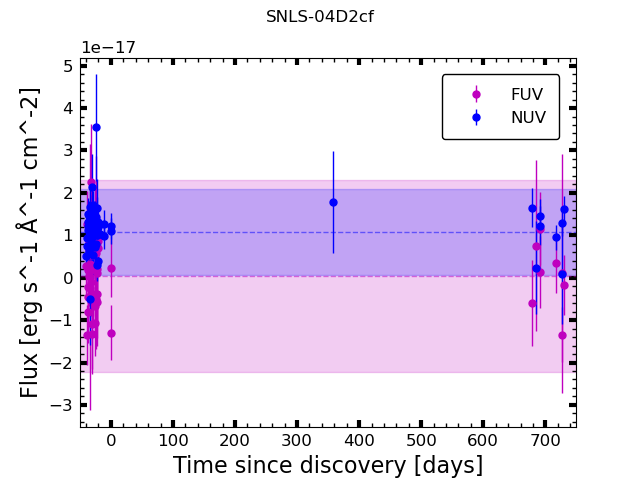 SNLS-04D2cf
1e−17
5
4
3
2
1
0
−1
−2
−3
Flux [erg s^-1 Å^-1 cm^-2]
FUV
NUV
0 100 200 300 400 500 600 700
Time since discovery [days]